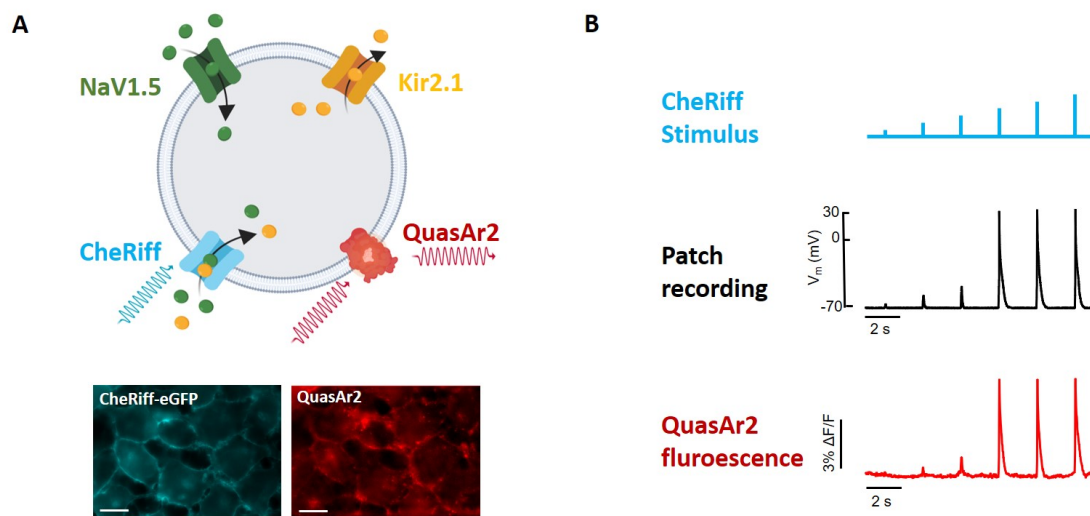 A
NaV1.5
Kir2.1
CheRiff
QuasAr2
CheRiff-eGFP
QuasAr2
B
CheRiff
Stimulus
Patch
recording
30
0
-70
Vm (mV)
2 s
QuasAr2
fluroescence
3% ΔF/F
2 s